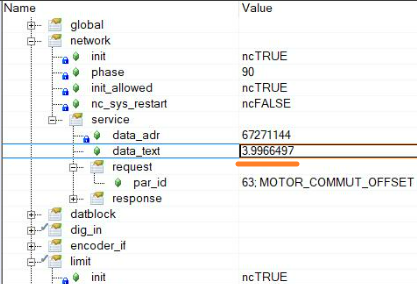 Name Value
global
network
init ncTRUE
phase 90
init_allowed ncTRUE
nc_sys_restart ncFALSE
service
data_adr 67271144
data_text 3.9966497
request
par_id 63; MOTOR_COMMUT_OFFSET
response
datblock
dig_in
encoder_if
limit
init ncTRUE